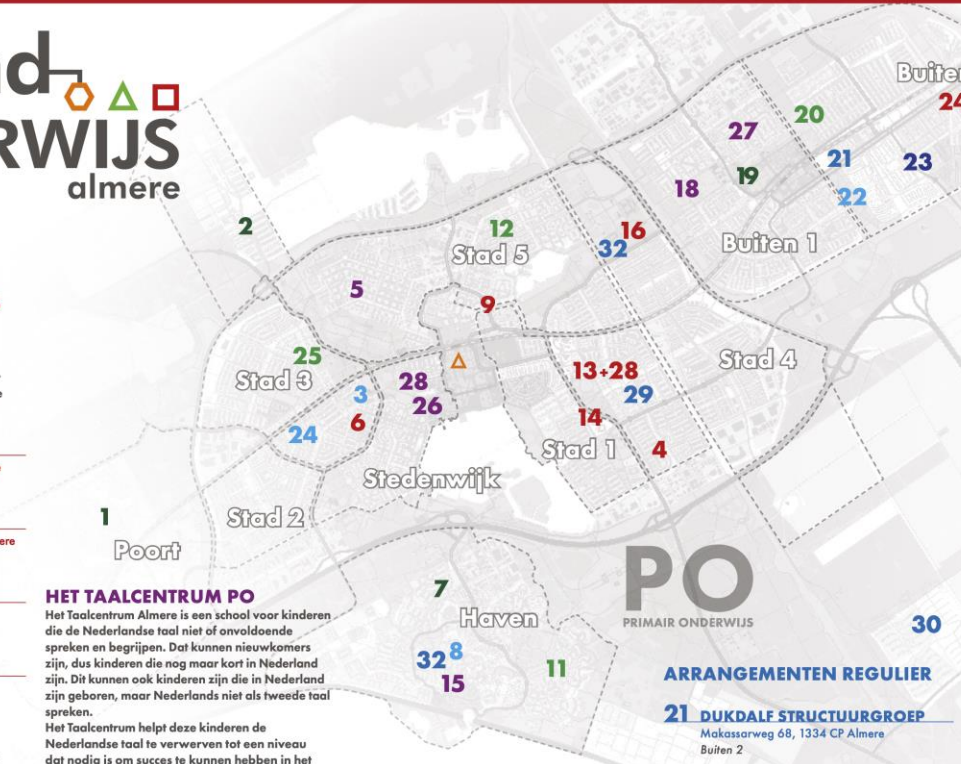 RWIJS
almere
Buiten
24
20
27
21
23
19
18
22
2
12
16
Stad 5
32
Buiten 1
5
9
25
Stad 3
28
13+28
Stad 4
3
26
29
6
14
24
Stad 1
4
Stedenwijk
1
Stad 2
Poort
PO
PRIMAIR ONDERWIJS
7
Haven
30
32
8
15
11
HET TAALCENTRUM PO
Het Taalcentrum Almere is een school voor kinderen
die de Nederlandse taal niet of onvoldoende
spreken en begrijpen. Dat kunnen nieuwkomers
zijn, dus kinderen die nog maar kort in Nederland
zijn. Dit kunnen ook kinderen zijn die in Nederland
zijn geboren, maar Nederlands niet als tweede taal
spreken.
Het Taalcentrum helpt deze kinderen de
Nederlandse taal te verwerven tot een niveau
dat nodig is om succes te kunnen hebben in het
ARRANGEMENTEN REGULIER
21 DUKDALF STRUCTUURGROEP
Makassarweg 68, 1334 CP Almere
Buiten 2